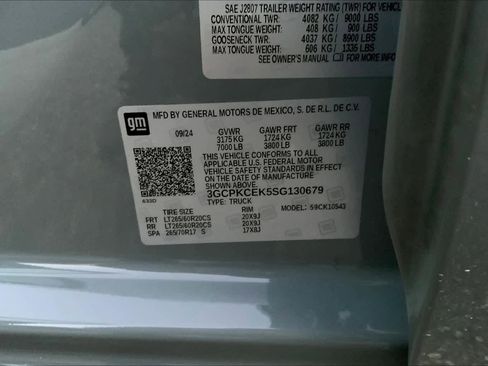 SAE J2807 TRAILER WEIGHT RATING (TWR) FOR VEHICL
CONVENTIONAL TWR: 4082 KG / 9000 LBS
MAX TONGUE WEIGHT: 408 KG / 900 LBS
GOOSENECK TWR: 4037 KG / 8900 LBS
MAX TONGUE WEIGHT: 606 KG / 1335 LBS
SEE OWNER'S MANUAL
gm
MFD BY GENERAL MOTORS DE MEXICO, S. DE R.L. DE C.V.
09/24 GVWR GAWR FRT GAWR RR
3175 KG 1724 KG 1724 KG
7000 LB 3800 LB 3800 LB
THIS VEHICLE CONFORMS TO ALL
APPLICABLE U.S. FEDERAL MOTOR
VEHICLE SAFETY STANDARDS IN
EFFECT ON THE DATE OF
MANUFACTURE SHOWN ABOVE.
3GCPKCEK5SG130679
TYPE: TRUCK
MODEL: 59CK10543
TIRE SIZE RIM
FRT LT265/60R20CS 20X9J
RR LT265/60R20CS 20X9J
SPA 265/70R17 S 17X8J